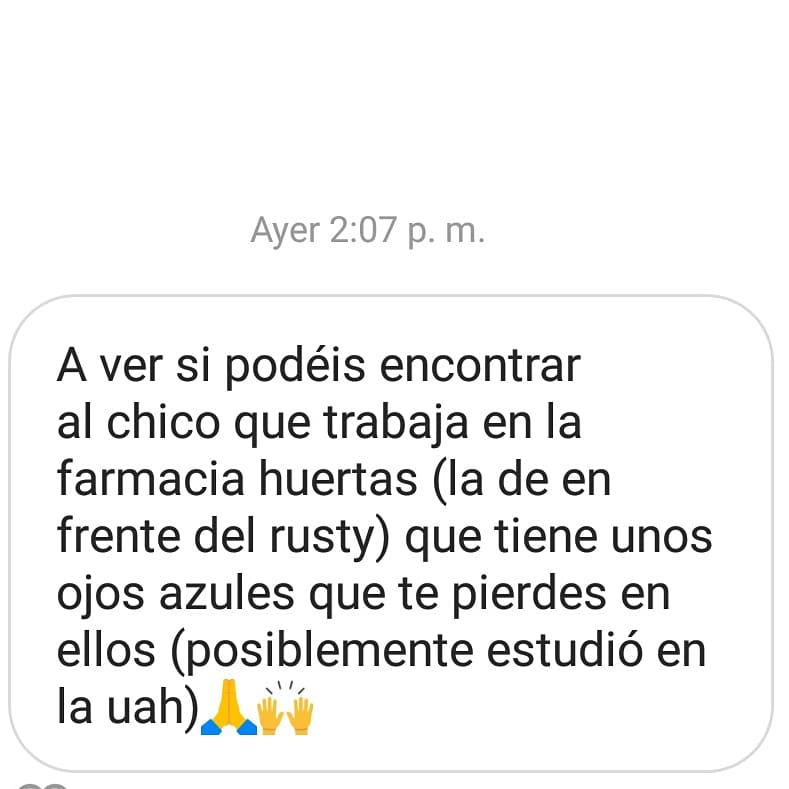 Ayer 2:07 p. m.
A ver si podéis encontrar
al chico que trabaja en la
farmacia huertas (la de en
frente del rusty) que tiene unos
ojos azules que te pierdes en
ellos (posiblemente estudió en
la uah)🙏🙌